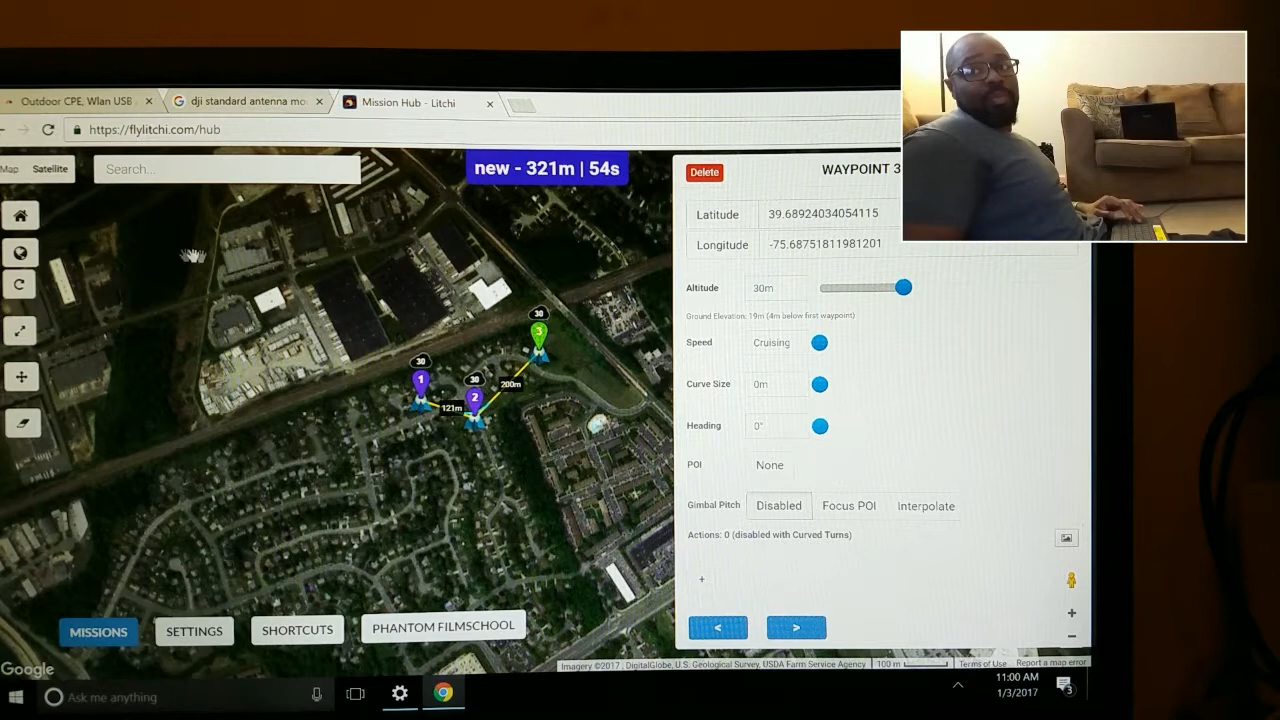 Outdoor CPE, Wlan USB ×
dji standard antenna mo ×
Mission Hub - Litchi ×
https://flylitchi.com/hub
Map Satellite
Search...
new - 321m | 54s
Delete
WAYPOINT 3
Latitude 39.68924034054115
Longitude -75.68751811981201
Altitude 30m
Ground Elevation: 19m (4m below first waypoint)
Speed Cruising
Curve Size 0m
Heading 0°
POI None
Gimbal Pitch Disabled Focus POI Interpolate
Actions: 0 (disabled with Curved Turns)
+
< >
+
−
30
3
30
1
30
2
200m
121m
MISSIONS SETTINGS SHORTCUTS PHANTOM FILMSCHOOL
Google
Imagery ©2017 , DigitalGlobe, U.S. Geological Survey, USDA Farm Service Agency 100 m Terms of Use Report a map error
Ask me anything
11:00 AM
1/3/2017
3